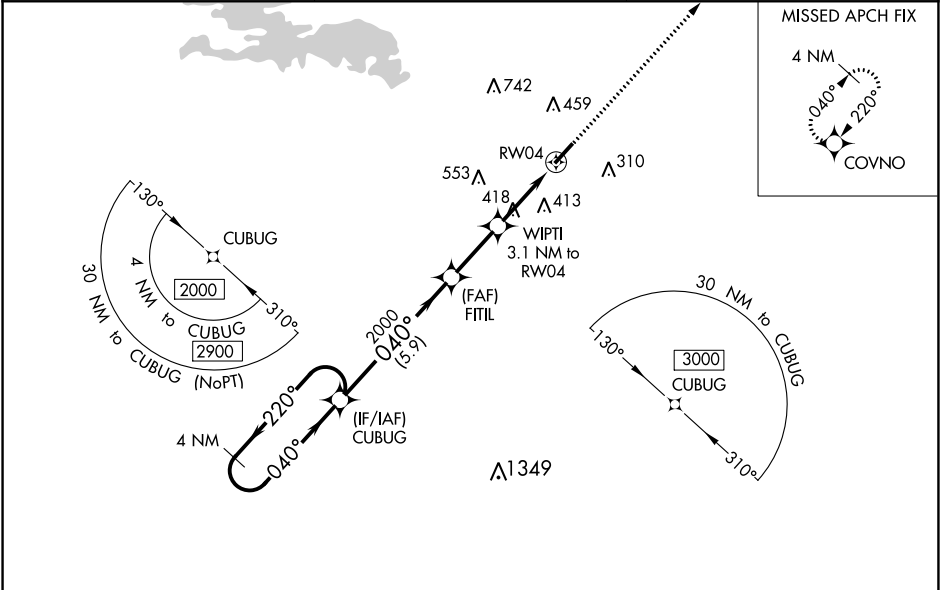 MISSED APCH FIX
4 NM
040°
220°
COVNO
742
459
RW04
310
553
418
413
WIPTI
3.1 NM to
RW04
130°
CUBUG
2000
4 NM to CUBUG
310°
2900
30 NM to CUBUG (NoPT)
(FAF)
FITIL
2000
040°
(5.9)
30 NM to CUBUG
130°
3000
CUBUG
310°
220°
(IF/IAF)
CUBUG
4 NM
040°
1349